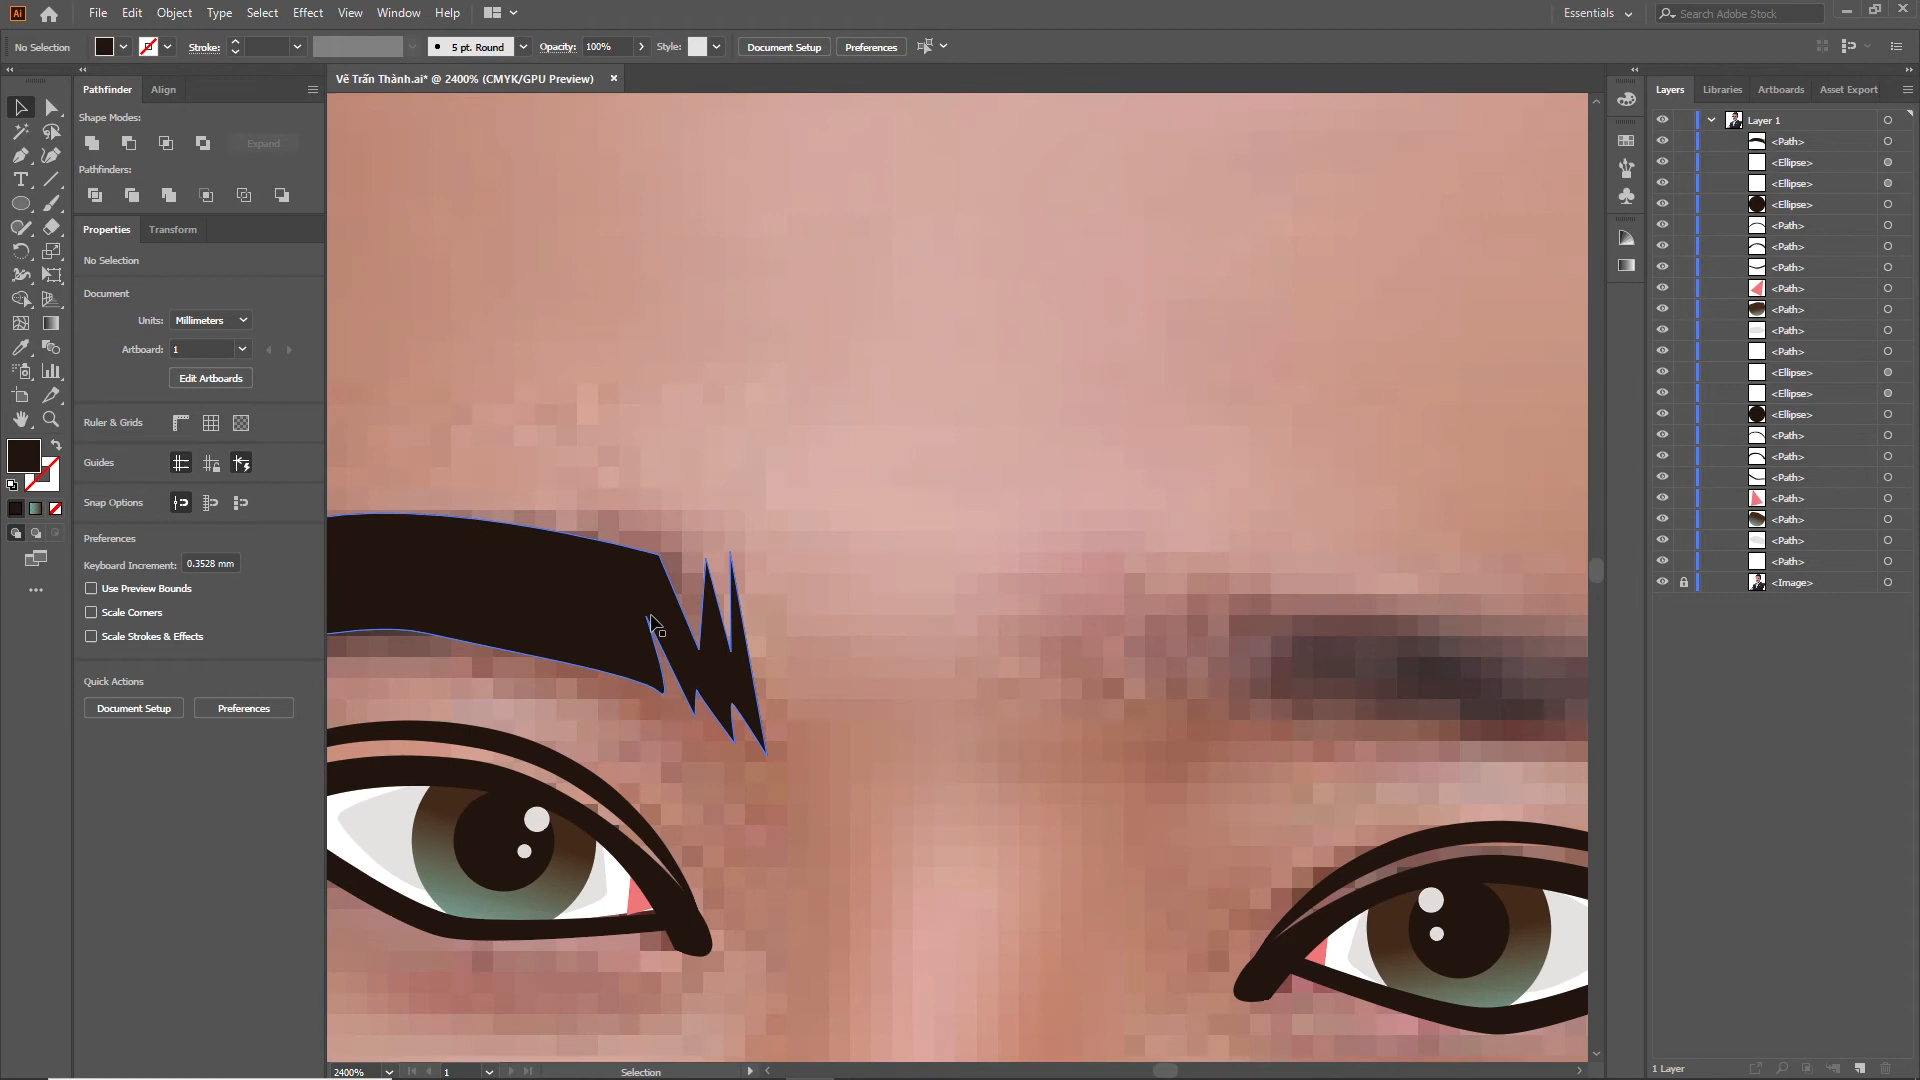 Ai File Edit Object Type Select Effect View Window Help Essentials Search Adobe Stock
No Selection Stroke: 5 pt. Round Opacity: 100% Style: Document Setup Preferences
Vẽ Trấn Thành.ai* @ 2400% (CMYK/GPU Preview)
Pathfinder Align
Shape Modes:
Expand
Pathfinders:
Properties Transform
No Selection
Document
Units: Millimeters
Artboard: 1
Edit Artboards
Ruler & Grids
Guides
Snap Options
Preferences
Keyboard Increment: 0.3528 mm
Use Preview Bounds
Scale Corners
Scale Strokes & Effects
Quick Actions
Document Setup Preferences
Layers Libraries Artboards Asset Export
Layer 1
<Path>
<Ellipse>
<Ellipse>
<Ellipse>
<Path>
<Path>
<Path>
<Path>
<Path>
<Path>
<Path>
<Ellipse>
<Ellipse>
<Ellipse>
<Path>
<Path>
<Path>
<Path>
<Path>
<Path>
<Path>
<Image>
2400% 1 Selection
1 Layer